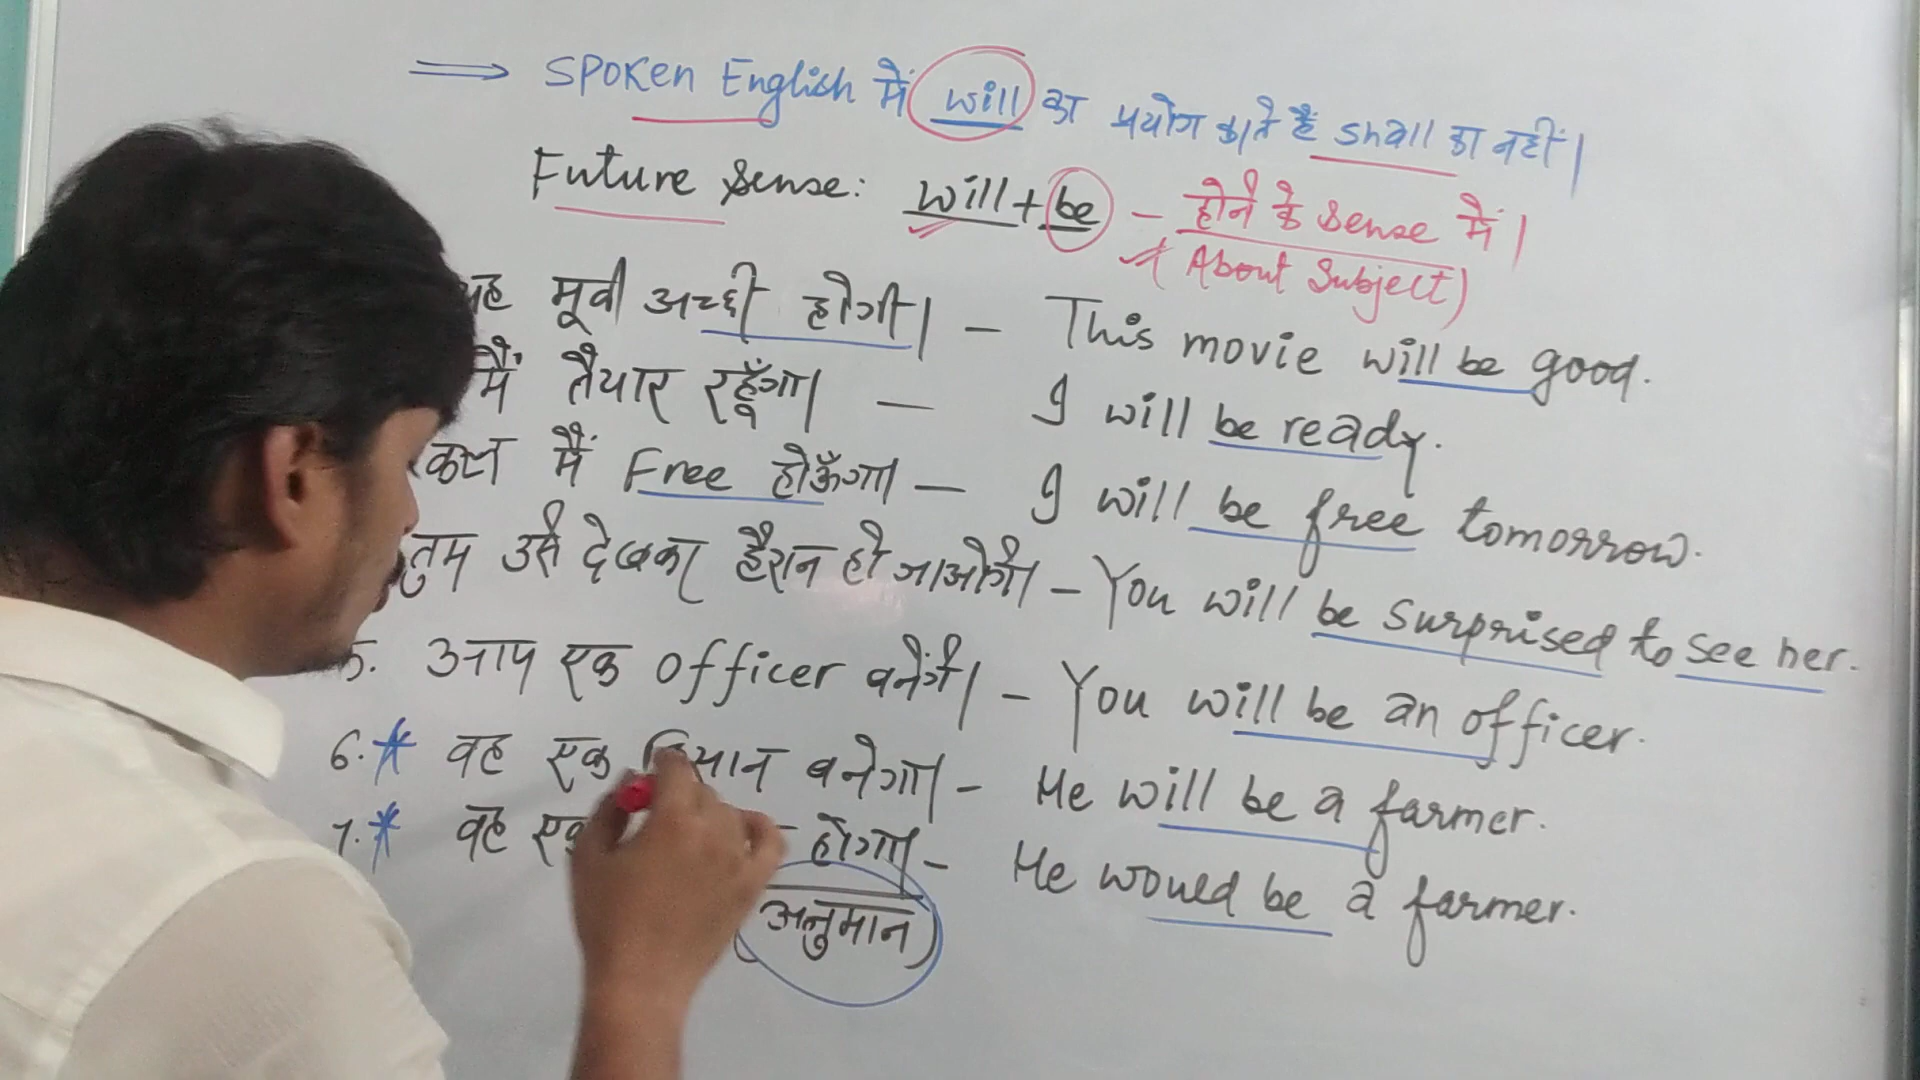 ⟹ SPOKen English में will का प्रयोग करते हैं shall का नहीं।
Future Sense: will + be – होने के Sense में।
(About Subject)
मूवी अच्छी होगी। – This movie will be good.
मैं तैयार रहूँगा। – I will be ready.
कल मैं Free होऊँगा। – I will be free tomorrow.
तुम उसे देखकर हैरान हो जाओगे। – You will be surprised to see her.
5. आप एक officer बनेंगे। – You will be an officer.
6.* वह एक बनेगा। – He will be a farmer.
7.* वह एक होगा। – He would be a farmer.
(अनुमान)